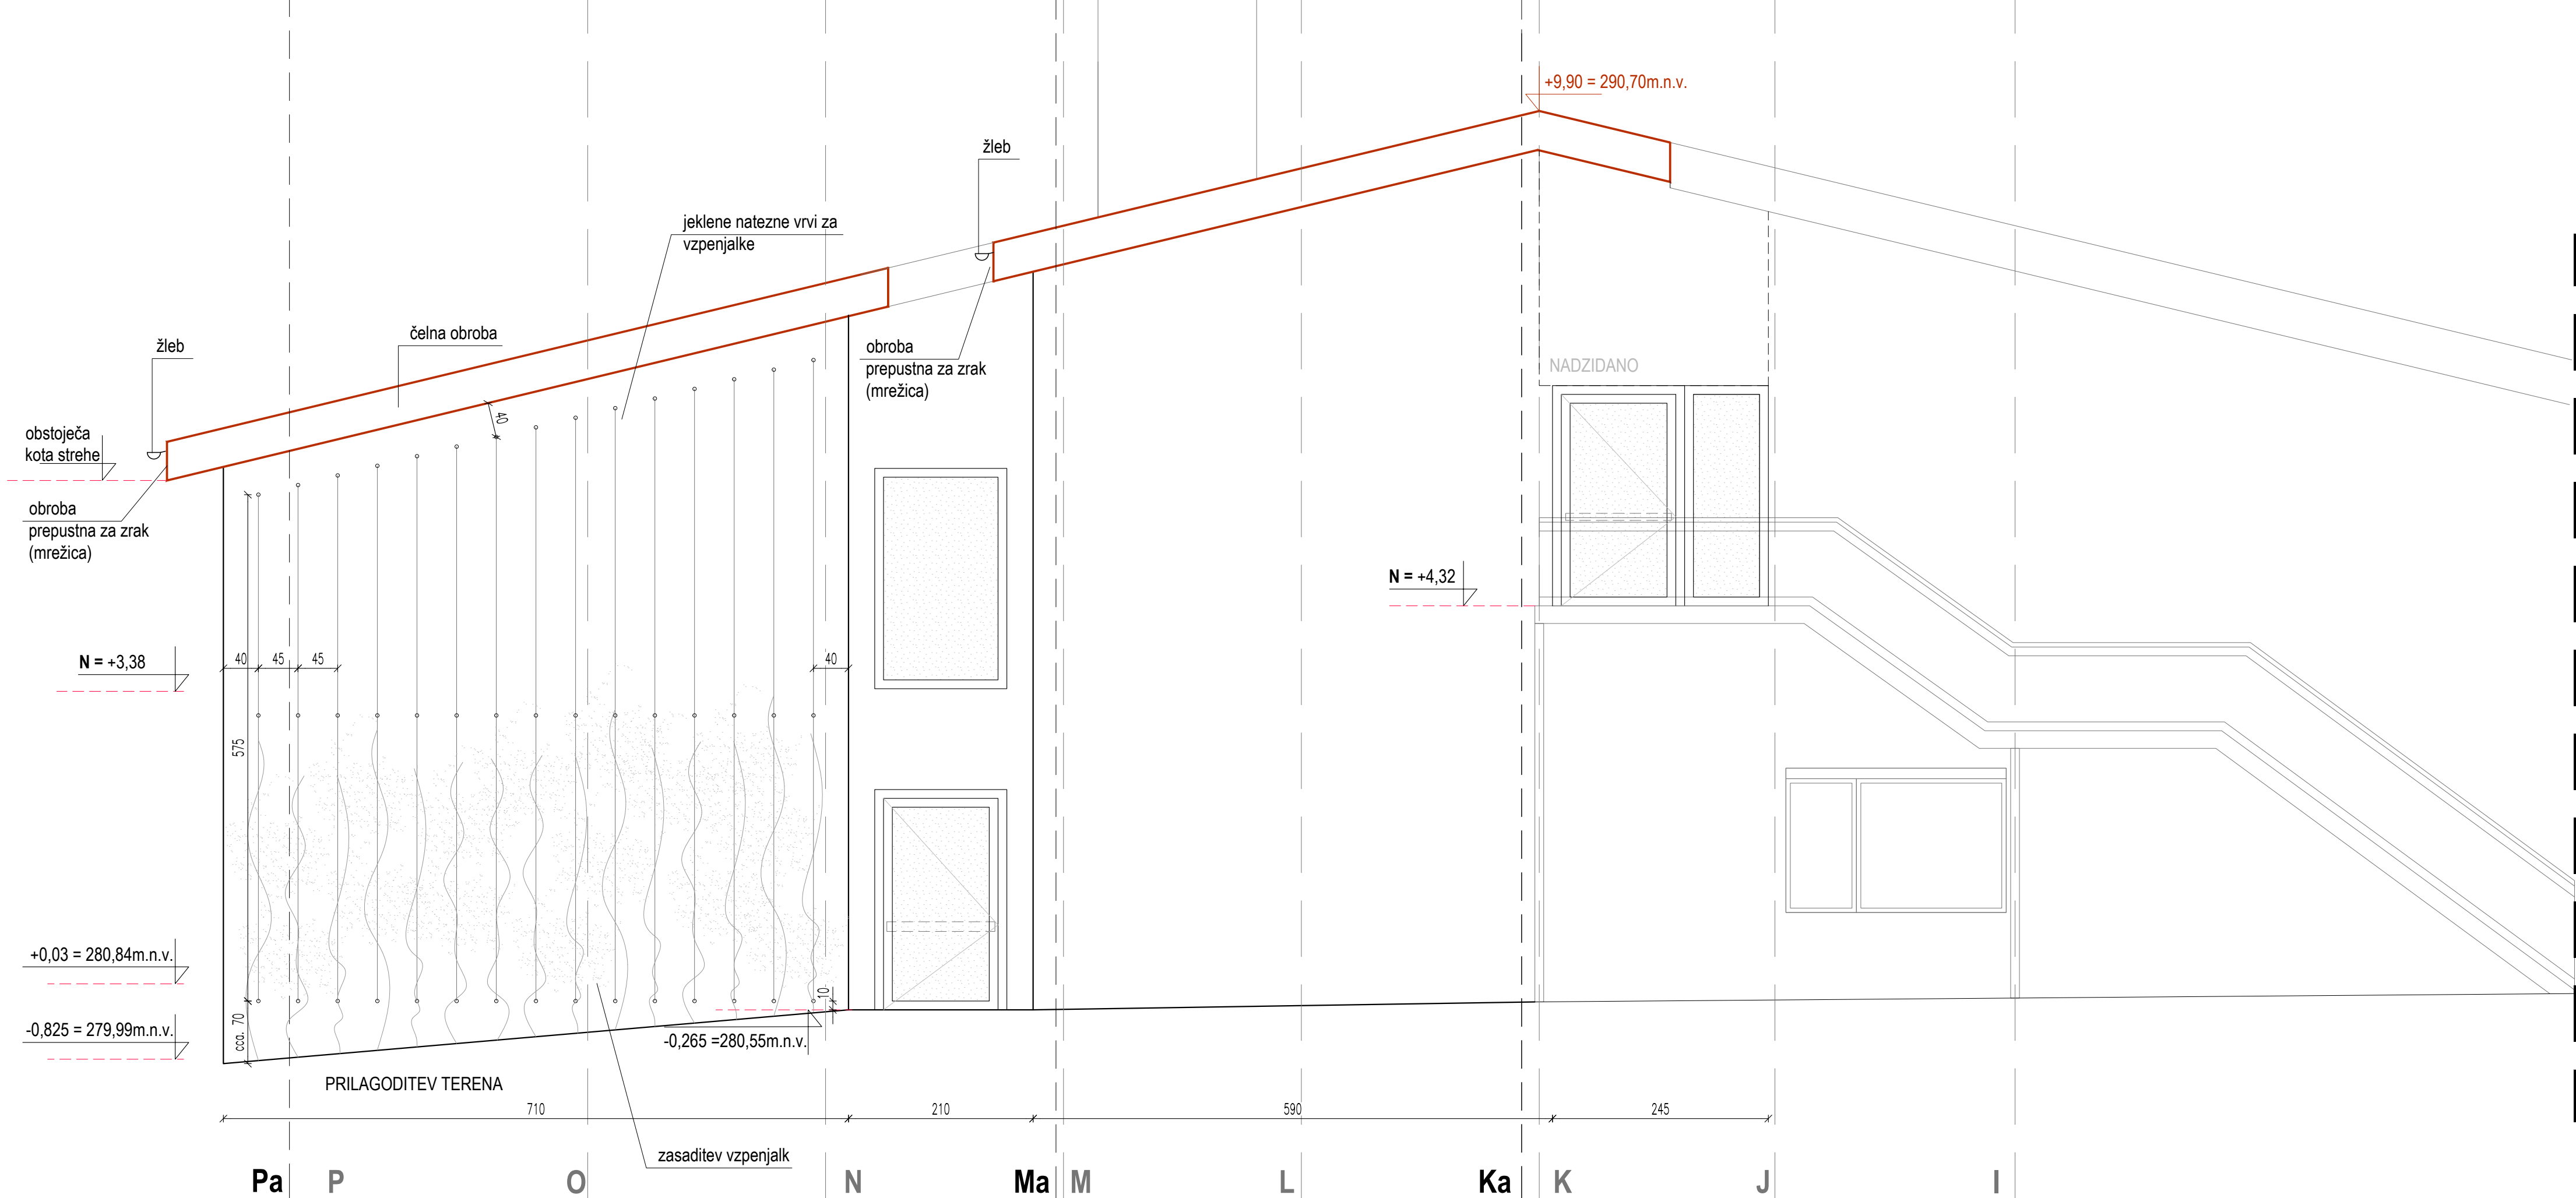 +9,90 = 290,70m.n.v.
žleb
jeklene natezne vrvi za
vzpenjalke
čelna obroba
žleb
obroba
prepustna za zrak
(mrežica)
NADZIDANO
40
obstoječa
kota strehe
obroba
prepustna za zrak
(mrežica)
N = +4,32
N = +3,38
40
45
45
40
575
+0,03 = 280,84m.n.v.
10
cca. 70
-0,825 = 279,99m.n.v.
-0,265 =280,55m.n.v.
PRILAGODITEV TERENA
710
210
590
245
zasaditev vzpenjalk
Pa
P
O
N
Ma
M
L
Ka
K
J
I